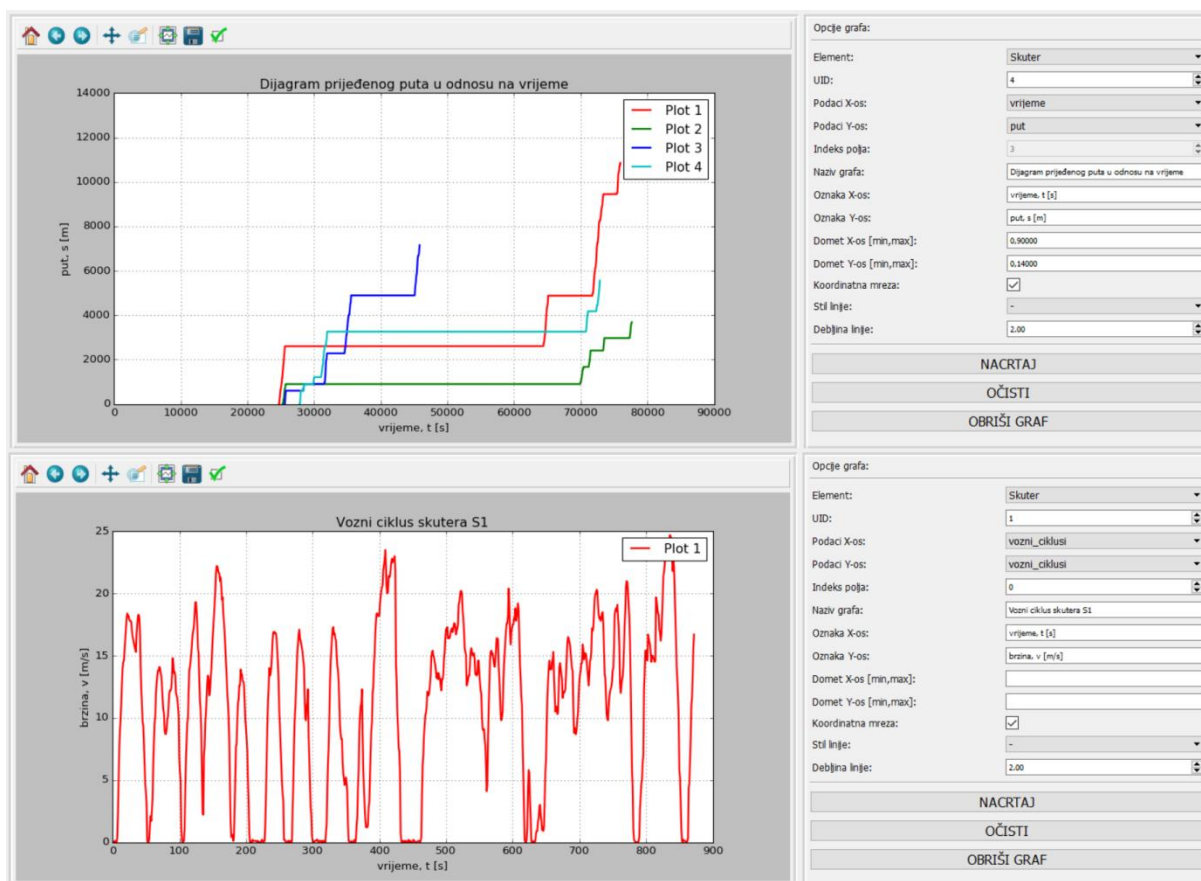 Dijagram prijeđenog puta u odnosu na vrijeme
14000
12000
10000
8000
6000
4000
2000
0
put, s [m]
Plot 1
Plot 2
Plot 3
Plot 4
0 10000 20000 30000 40000 50000 60000 70000 80000 90000
vrijeme, t [s]
Opcije grafa:
Element: Skuter
UID: 4
Podaci X-os: vrijeme
Podaci Y-os: put
Indeks polja: 3
Naziv grafa: Dijagram prijeđenog puta u odnosu na vrijeme
Oznaka X-os: vrijeme, t [s]
Oznaka Y-os: put, s [m]
Domet X-os [min,max]: 0,90000
Domet Y-os [min,max]: 0,14000
Koordinatna mreza:
Stil linije: -
Debljina linije: 2.00
NACRTAJ
OČISTI
OBRIŠI GRAF
Vozni ciklus skutera S1
25
20
15
10
5
0
brzina, v [m/s]
Plot 1
0 100 200 300 400 500 600 700 800 900
vrijeme, t [s]
Opcije grafa:
Element: Skuter
UID: 1
Podaci X-os: vozni_ciklusi
Podaci Y-os: vozni_ciklusi
Indeks polja: 0
Naziv grafa: Vozni ciklus skutera S1
Oznaka X-os: vrijeme, t [s]
Oznaka Y-os: brzina, v [m/s]
Domet X-os [min,max]:
Domet Y-os [min,max]:
Koordinatna mreza:
Stil linije: -
Debljina linije: 2.00
NACRTAJ
OČISTI
OBRIŠI GRAF